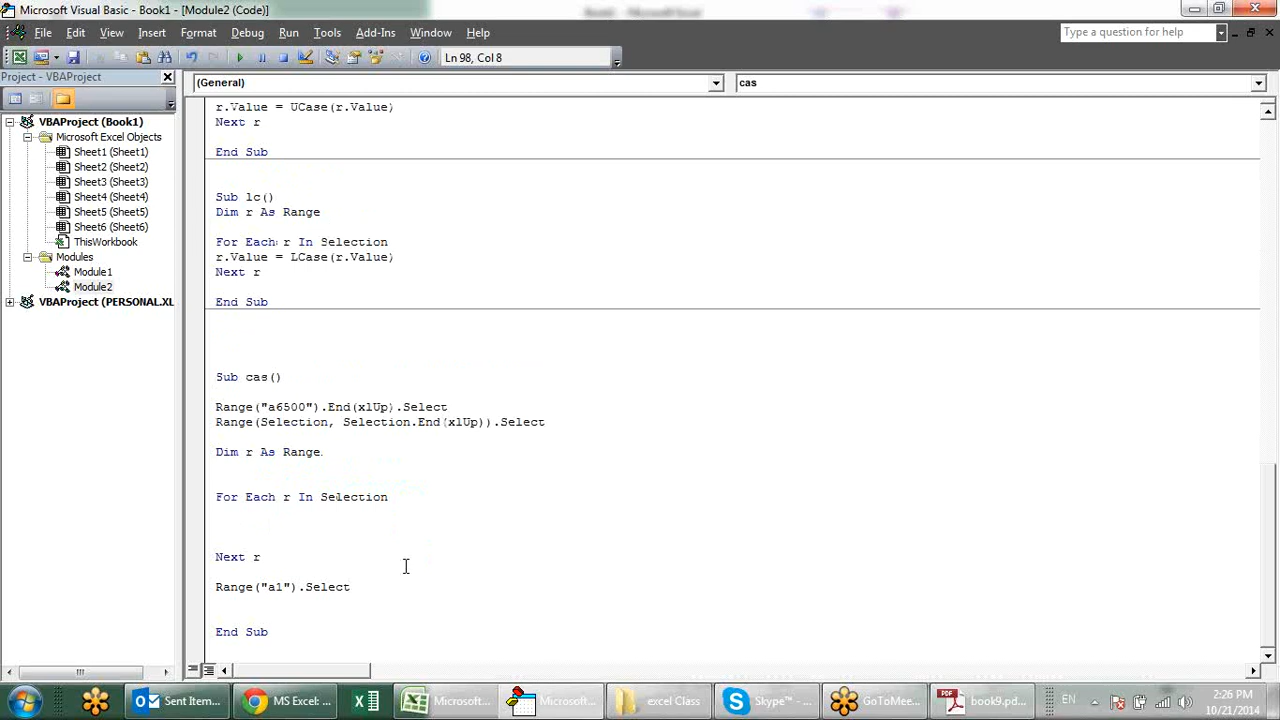 Microsoft Visual Basic - Book1 - [Module2 (Code)]
File Edit View Insert Format Debug Run Tools Add-Ins Window Help
Type a question for help
Ln 98, Col 8
Project - VBAProject
(General)
cas
VBAProject (Book1)
Microsoft Excel Objects
Sheet1 (Sheet1)
Sheet2 (Sheet2)
Sheet3 (Sheet3)
Sheet4 (Sheet4)
Sheet5 (Sheet5)
Sheet6 (Sheet6)
ThisWorkbook
Modules
Module1
Module2
VBAProject (PERSONAL.XL
r.Value = UCase(r.Value)
Next r
End Sub
Sub lc()
Dim r As Range
For Each r In Selection
r.Value = LCase(r.Value)
Next r
End Sub
Sub cas()
Range("a6500").End(xlUp).Select
Range(Selection, Selection.End(xlUp)).Select
Dim r As Range
For Each r In Selection
Next r
Range("a1").Select
End Sub
Sent Item...
MS Excel: ...
Microsoft...
Microsoft...
excel Class
Skype™ - ...
GoToMee...
book9.pd...
EN
2:26 PM
10/21/2014